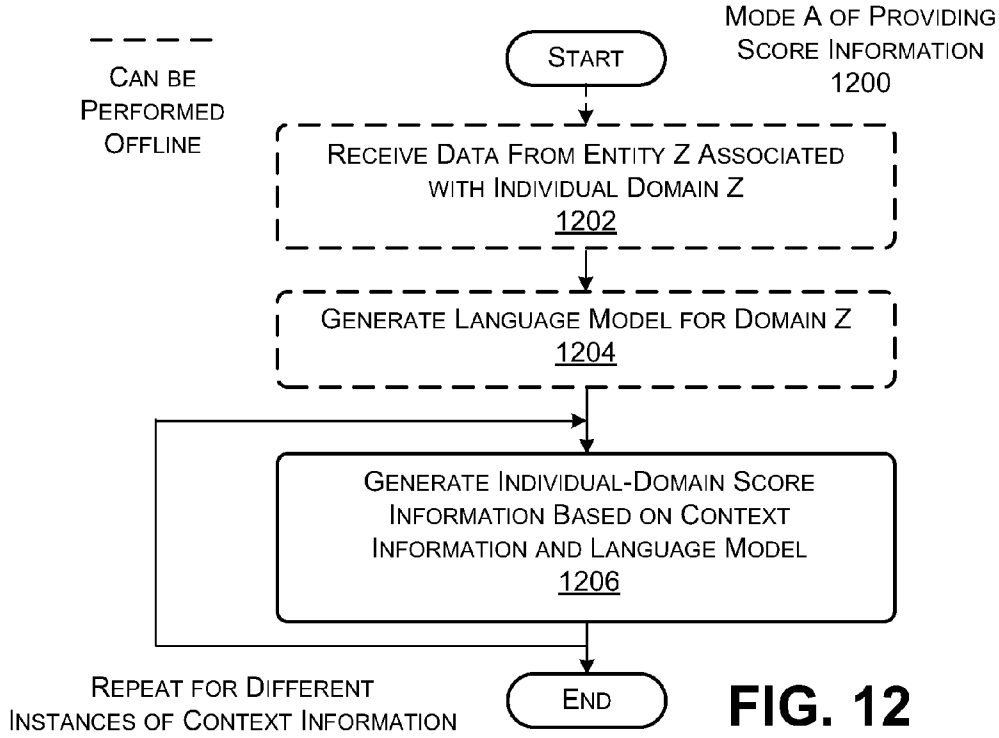 MODE A OF PROVIDING
SCORE INFORMATION
1200
CAN BE
PERFORMED
OFFLINE
START
RECEIVE DATA FROM ENTITY Z ASSOCIATED
WITH INDIVIDUAL DOMAIN Z
1202
GENERATE LANGUAGE MODEL FOR DOMAIN Z
1204
GENERATE INDIVIDUAL-DOMAIN SCORE
INFORMATION BASED ON CONTEXT
INFORMATION AND LANGUAGE MODEL
1206
REPEAT FOR DIFFERENT
INSTANCES OF CONTEXT INFORMATION
END
FIG. 12